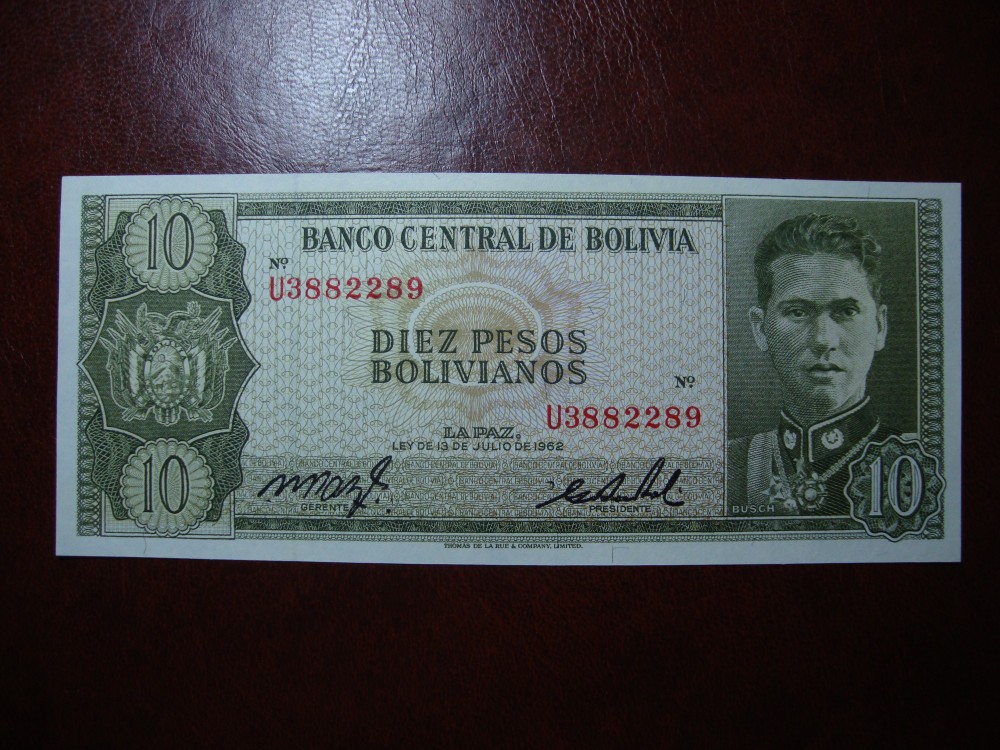 10
BANCO CENTRAL DE BOLIVIA
Nº
U3882289
DIEZ PESOS
BOLIVIANOS
Nº
U3882289
LA PAZ,
LEY DE 13 DE JULIO DE 1962
10
GERENTE
PRESIDENTE
BUSCH
10
THOMAS DE LA RUE & COMPANY, LIMITED.